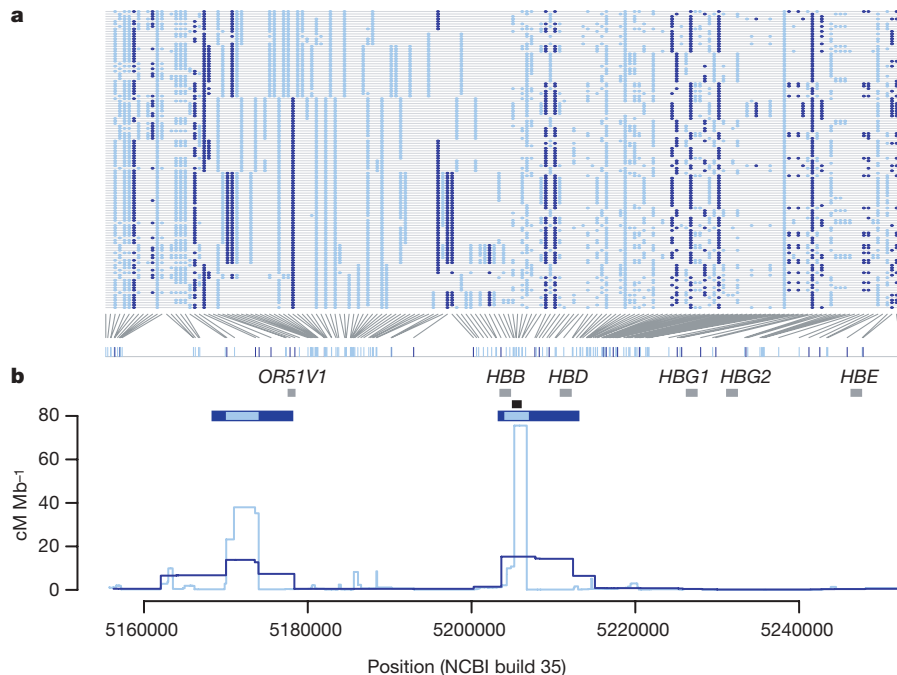 a
b
OR51V1 HBB HBD HBG1 HBG2 HBE
80
60
40
20
0
cM Mb⁻¹
5160000 5180000 5200000 5220000 5240000
Position (NCBI build 35)